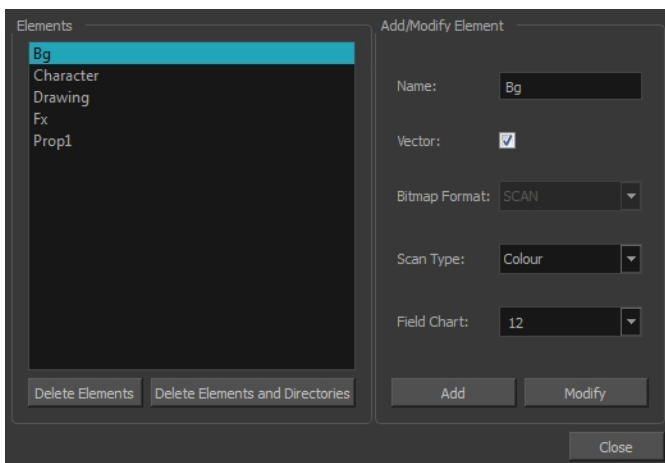 Elements
Bg
Character
Drawing
Fx
Prop1
Delete Elements
Delete Elements and Directories
Add/Modify Element
Name: Bg
Vector:
Bitmap Format: SCAN
Scan Type: Colour
Field Chart: 12
Add
Modify
Close